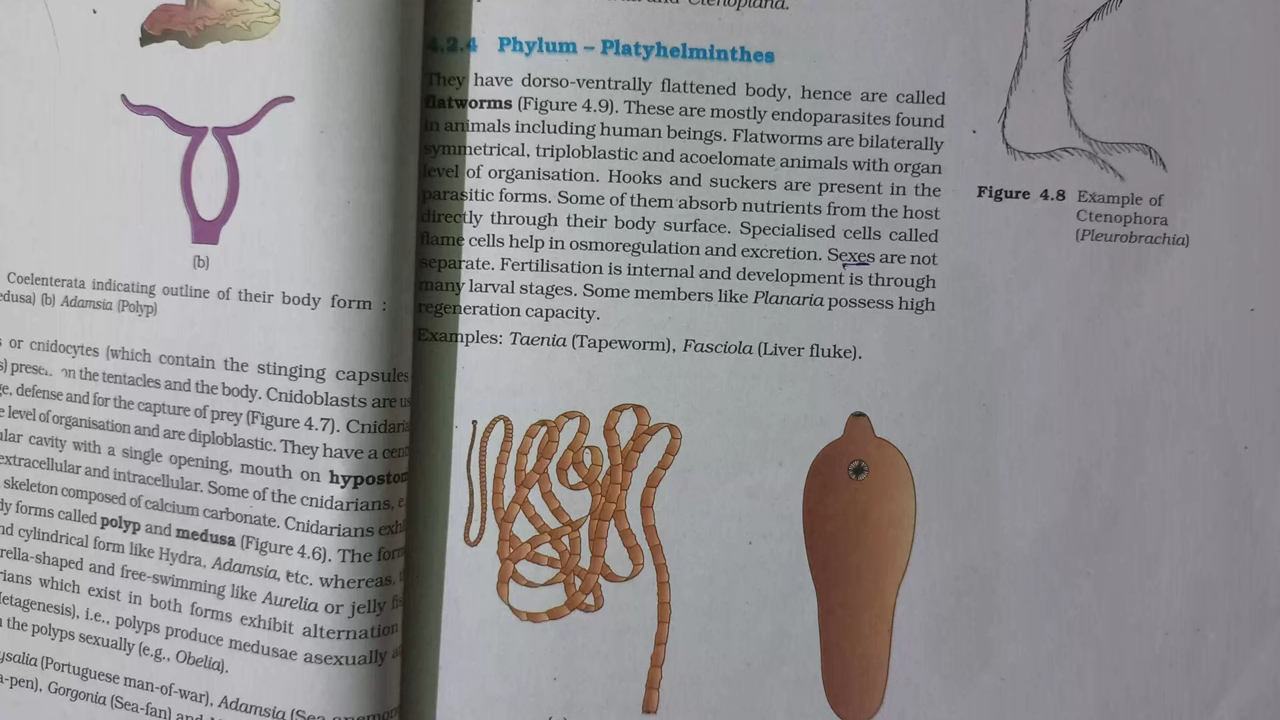 (b)
Coelenterata indicating outline of their body form :
edusa) (b) Adamsia (Polyp)
or cnidocytes (which contain the stinging capsules
on the tentacles and the body. Cnidoblasts are
defense and for the capture of prey (Figure 4.7).
level of organisation and are diploblastic. They have a
cavity with a single opening, mouth on
extracellular and intracellular. Some of the cnidarians,
skeleton composed of calcium carbonate. Cnidarians
forms called polyp and medusa (Figure 4.6). The
cylindrical form like Hydra, Adamsia, etc. whereas,
and free-swimming like Aurelia or jelly
which exist in both forms exhibit alternation
i.e., polyps produce medusae asexually
the polyps sexually (e.g., Obelia).
(Portuguese man-of-war), Adamsia (Sea
Gorgonia (Sea-fan) and
and Ctenoplana.
4.2.4 Phylum – Platyhelminthes
They have dorso-ventrally flattened body, hence are called
flatworms (Figure 4.9). These are mostly endoparasites found
in animals including human beings. Flatworms are bilaterally
symmetrical, triploblastic and acoelomate animals with organ
level of organisation. Hooks and suckers are present in the
parasitic forms. Some of them absorb nutrients from the host
directly through their body surface. Specialised cells called
flame cells help in osmoregulation and excretion. Sexes are not
separate. Fertilisation is internal and development is through
many larval stages. Some members like Planaria possess high
regeneration capacity.
Examples: Taenia (Tapeworm), Fasciola (Liver fluke).
Figure 4.8 Example of
Ctenophora
(Pleurobrachia)